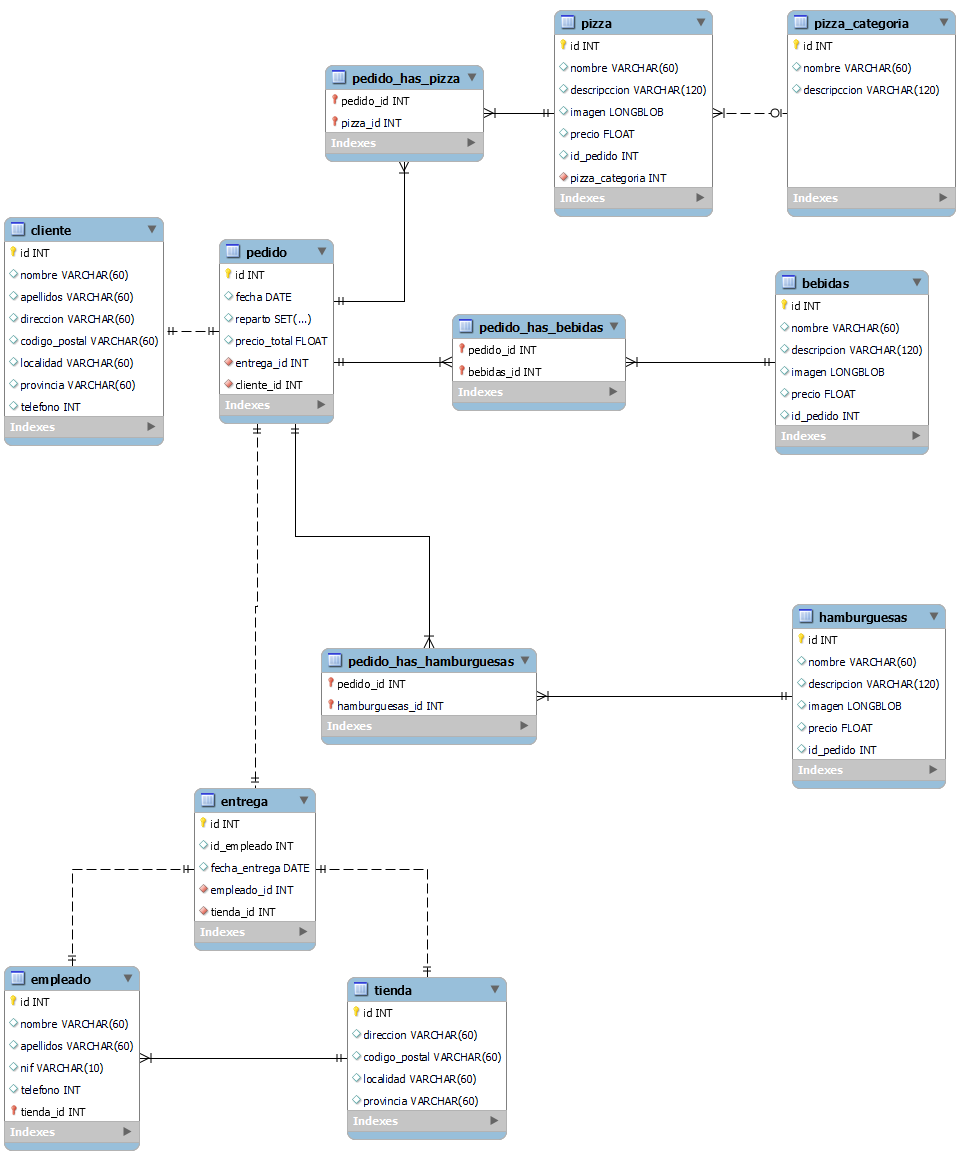 pizza
id INT
nombre VARCHAR(60)
descripccion VARCHAR(120)
imagen LONGBLOB
precio FLOAT
id_pedido INT
pizza_categoria INT
Indexes
pizza_categoria
id INT
nombre VARCHAR(60)
descripccion VARCHAR(120)
Indexes
pedido_has_pizza
pedido_id INT
pizza_id INT
Indexes
cliente
id INT
nombre VARCHAR(60)
apellidos VARCHAR(60)
direccion VARCHAR(60)
codigo_postal VARCHAR(60)
localidad VARCHAR(60)
provincia VARCHAR(60)
telefono INT
Indexes
pedido
id INT
fecha DATE
reparto SET(...)
precio_total FLOAT
entrega_id INT
cliente_id INT
Indexes
pedido_has_bebidas
pedido_id INT
bebidas_id INT
Indexes
bebidas
id INT
nombre VARCHAR(60)
descripcion VARCHAR(120)
imagen LONGBLOB
precio FLOAT
id_pedido INT
Indexes
pedido_has_hamburguesas
pedido_id INT
hamburguesas_id INT
Indexes
hamburguesas
id INT
nombre VARCHAR(60)
descripcion VARCHAR(120)
imagen LONGBLOB
precio FLOAT
id_pedido INT
Indexes
entrega
id INT
id_empleado INT
fecha_entrega DATE
empleado_id INT
tienda_id INT
Indexes
empleado
id INT
nombre VARCHAR(60)
apellidos VARCHAR(60)
nif VARCHAR(10)
telefono INT
tienda_id INT
Indexes
tienda
id INT
direccion VARCHAR(60)
codigo_postal VARCHAR(60)
localidad VARCHAR(60)
provincia VARCHAR(60)
Indexes